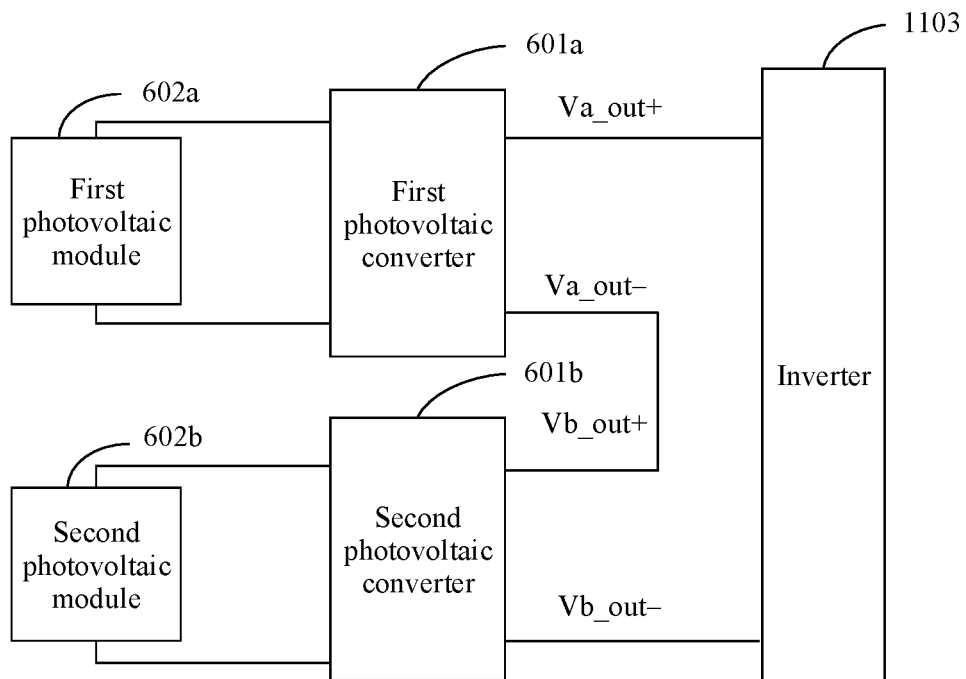 1103
601a
602a
Va_out+
First
photovoltaic
module
First
photovoltaic
converter
Va_out–
Inverter
601b
Vb_out+
602b
Second
photovoltaic
module
Second
photovoltaic
converter
Vb_out–